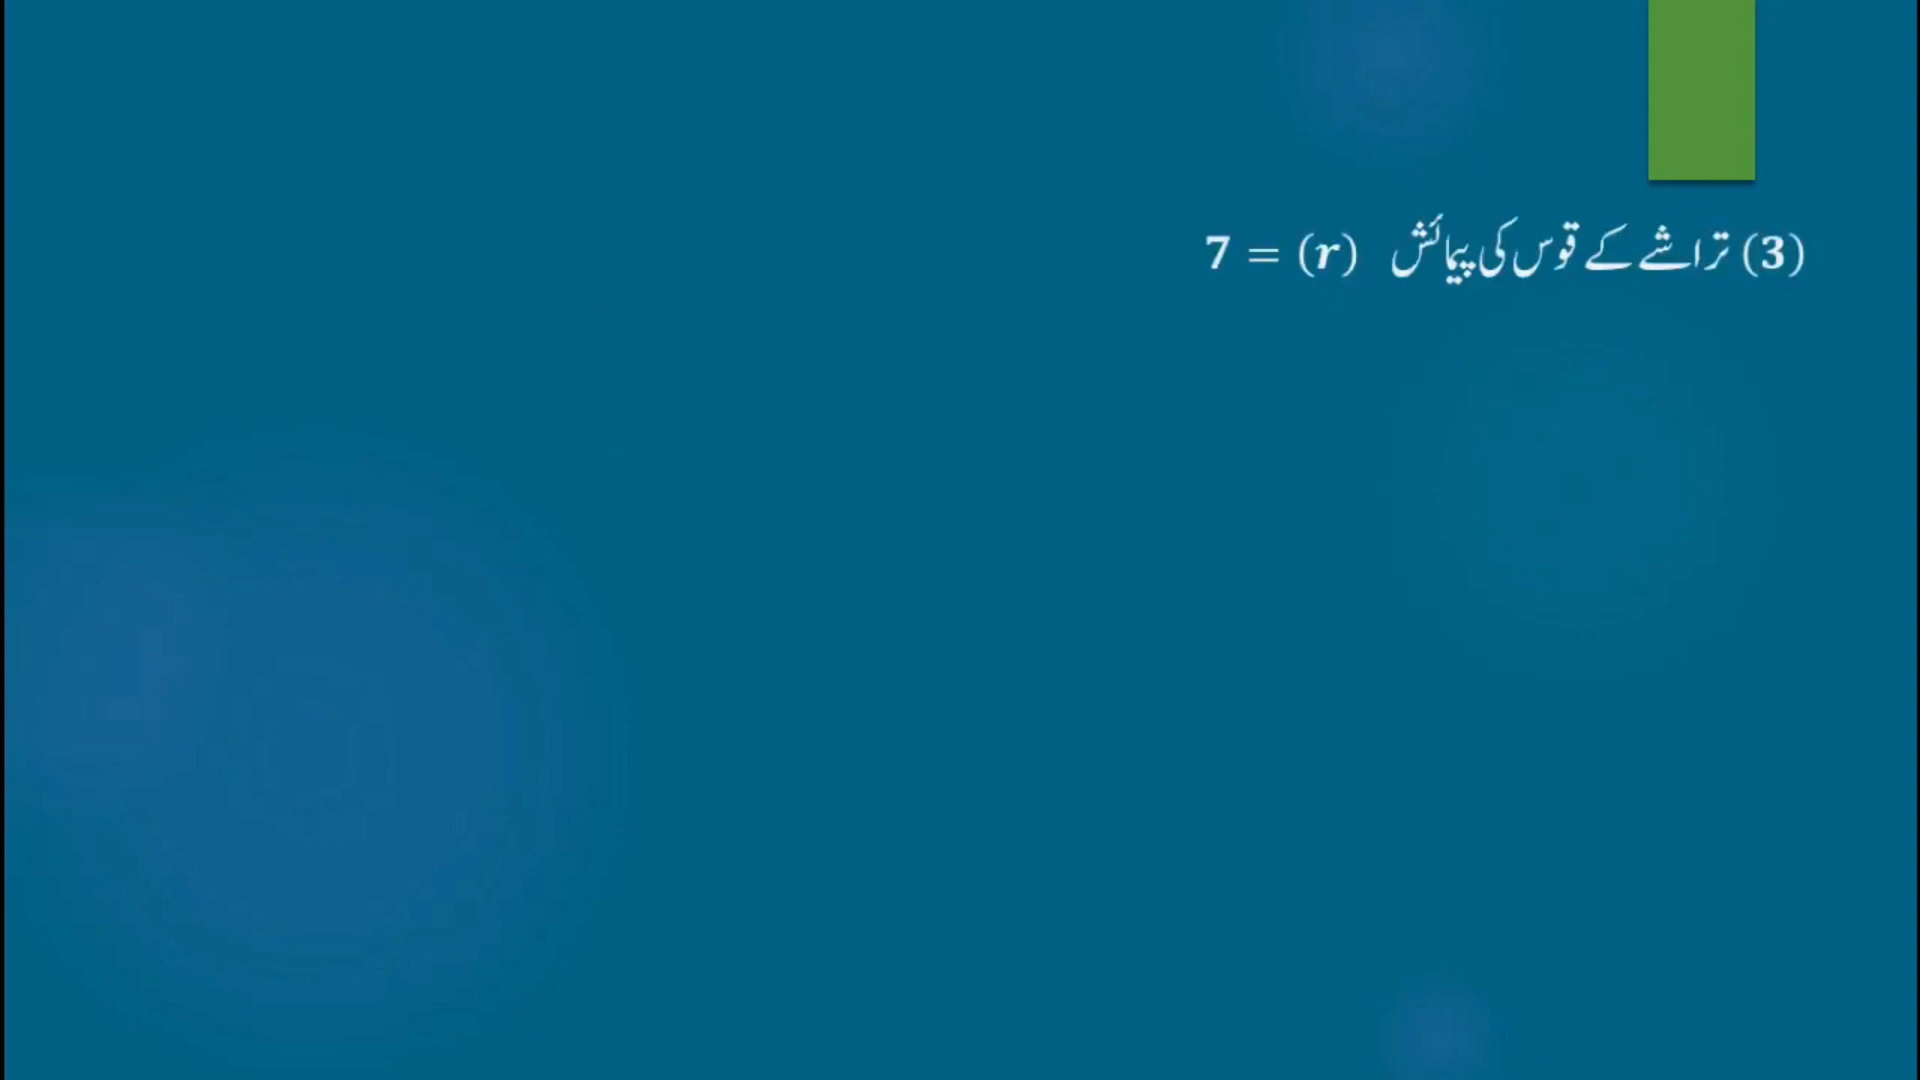 (3) تراشے کے قوس کی پیمائش (r) = 7